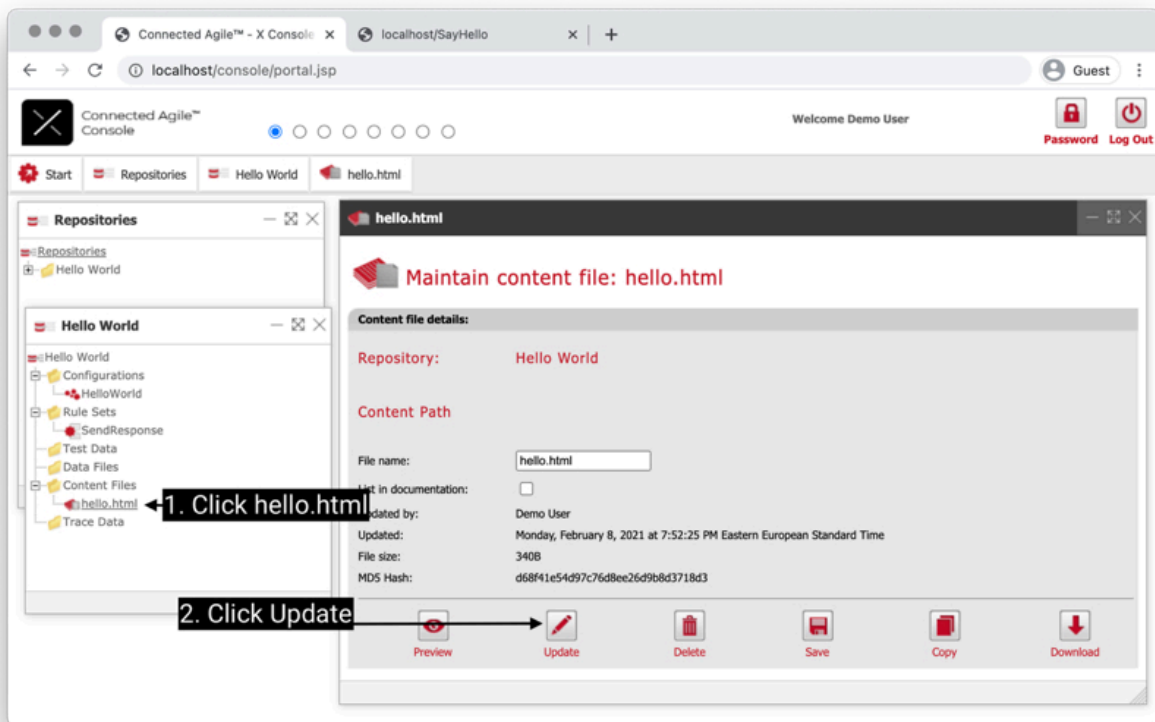 Connected Agile™ - X Console
localhost/SayHello
localhost/console/portal.jsp
Guest
Connected Agile™
Console
Welcome Demo User
Password
Log Out
Start
Repositories
Hello World
hello.html
Repositories
Repositories
Hello World
Hello World
Hello World
Configurations
HelloWorld
Rule Sets
SendResponse
Test Data
Data Files
Content Files
hello.html
Trace Data
1. Click hello.html
2. Click Update
hello.html
Maintain content file: hello.html
Content file details:
Repository: Hello World
Content Path
File name: hello.html
List in documentation:
Updated by: Demo User
Updated: Monday, February 8, 2021 at 7:52:25 PM Eastern European Standard Time
File size: 340B
MD5 Hash: d68f41e54d97c76d8ee26d9b8d3718d3
Preview
Update
Delete
Save
Copy
Download